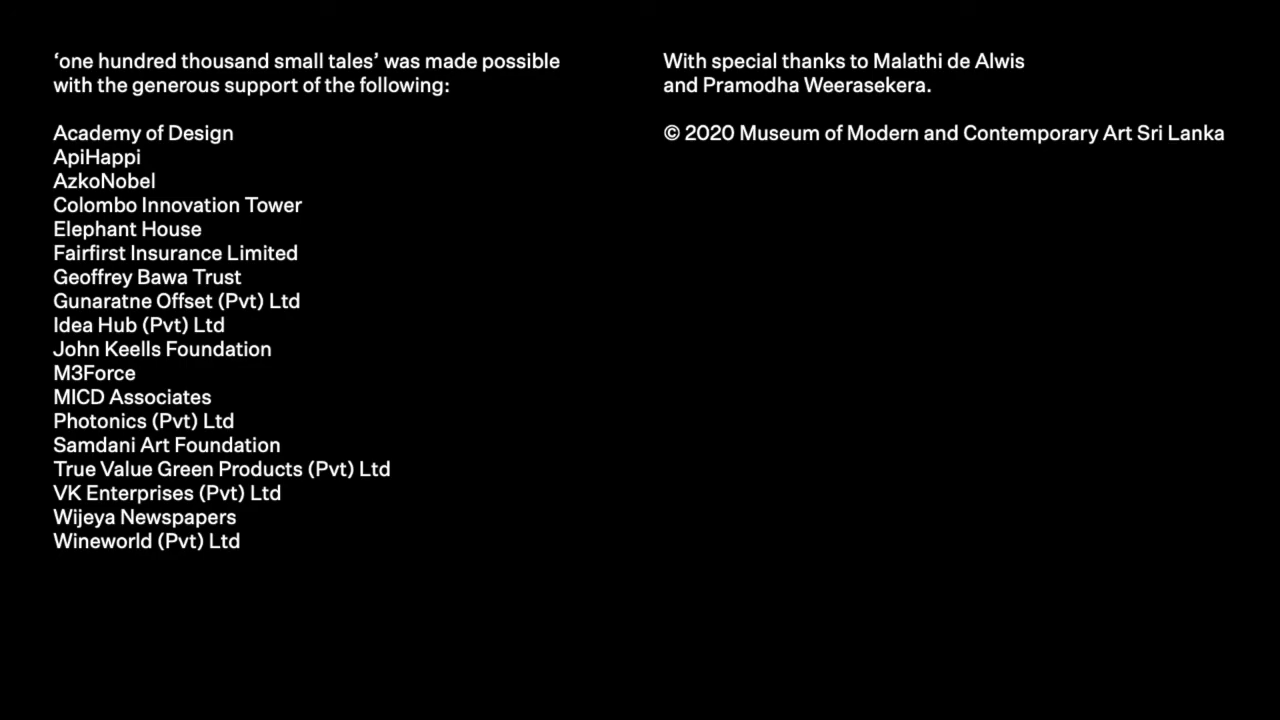 ‘one hundred thousand small tales’ was made possible
with the generous support of the following:
Academy of Design
ApiHappi
AzkoNobel
Colombo Innovation Tower
Elephant House
Fairfirst Insurance Limited
Geoffrey Bawa Trust
Gunaratne Offset (Pvt) Ltd
Idea Hub (Pvt) Ltd
John Keells Foundation
M3Force
MICD Associates
Photonics (Pvt) Ltd
Samdani Art Foundation
True Value Green Products (Pvt) Ltd
VK Enterprises (Pvt) Ltd
Wijeya Newspapers
Wineworld (Pvt) Ltd
With special thanks to Malathi de Alwis
and Pramodha Weerasekera.
© 2020 Museum of Modern and Contemporary Art Sri Lanka